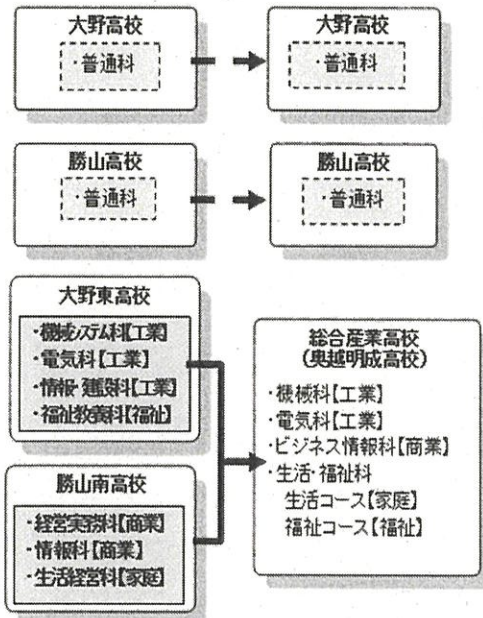 大野高校
・普通科
大野高校
・普通科
勝山高校
・普通科
勝山高校
・普通科
大野東高校
・機械システム科【工業】
・電気科【工業】
・情報・建設科【工業】
・福祉教養科【福祉】
勝山南高校
・経営実務科【商業】
・情報科【商業】
・生活経営科【家庭】
総合産業高校
(奥越明成高校)
・機械科【工業】
・電気科【工業】
・ビジネス情報科【商業】
・生活・福祉科
生活コース【家庭】
福祉コース【福祉】